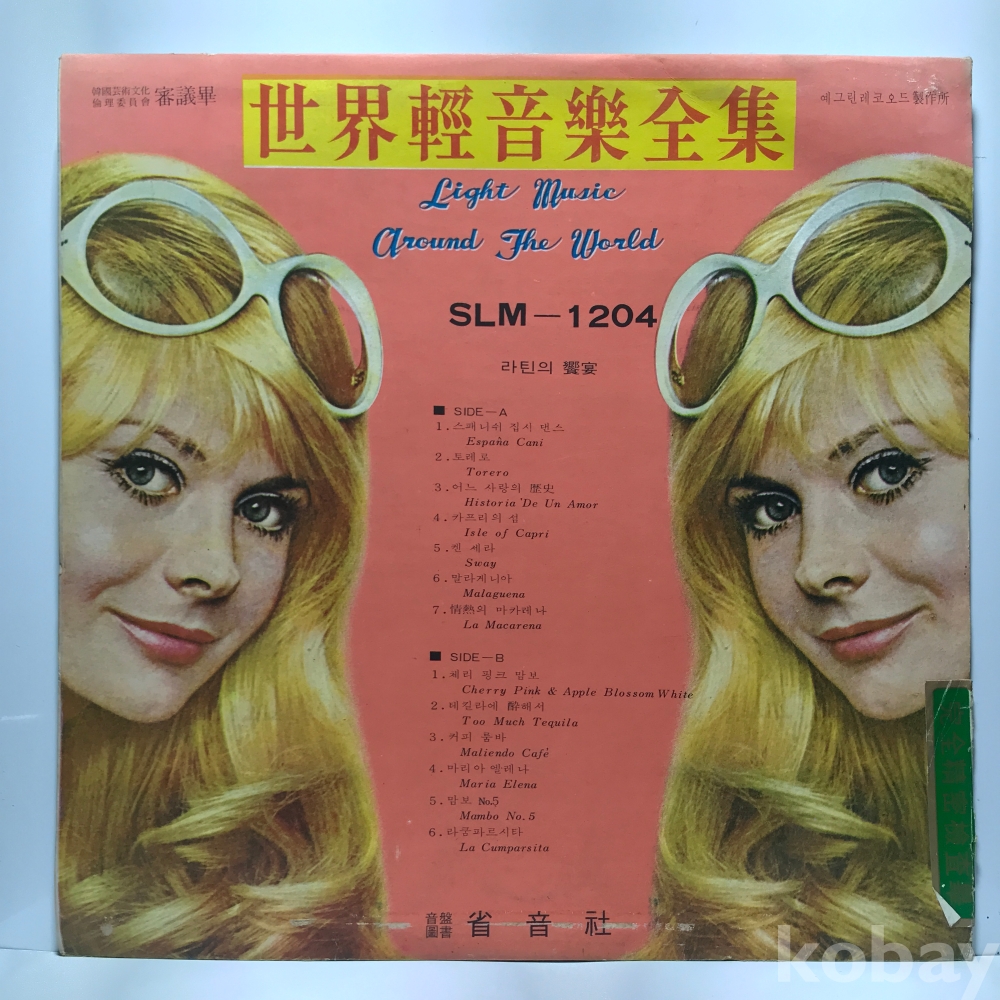 韓國芸術文化
倫理委員會 審議畢
世界輕音樂全集
예그린레코오드製作所
Light Music
Around The World
SLM-1204
라틴의 饗宴
■ SIDE-A
1. 스패니쉬 집시 댄스
España Cani
2. 토레로
Torero
3. 어느 사랑의 歷史
Historia De Un Amor
4. 카프리의 섬
Isle of Capri
5. 켄 세라
Sway
6. 말라게니아
Malaguena
7. 情熱의 마카레나
La Macarena
■ SIDE-B
1. 체리 핑크 맘보
Cherry Pink & Apple Blossom White
2. 테킬라에 醉해서
Too Much Tequila
3. 커피 룸바
Maliendo Café
4. 마리아 엘레나
Maria Elena
5. 맘보 No.5
Mambo No. 5
6. 라쿵파르시타
La Cumparsita
音盤
圖書 省音社
kobay